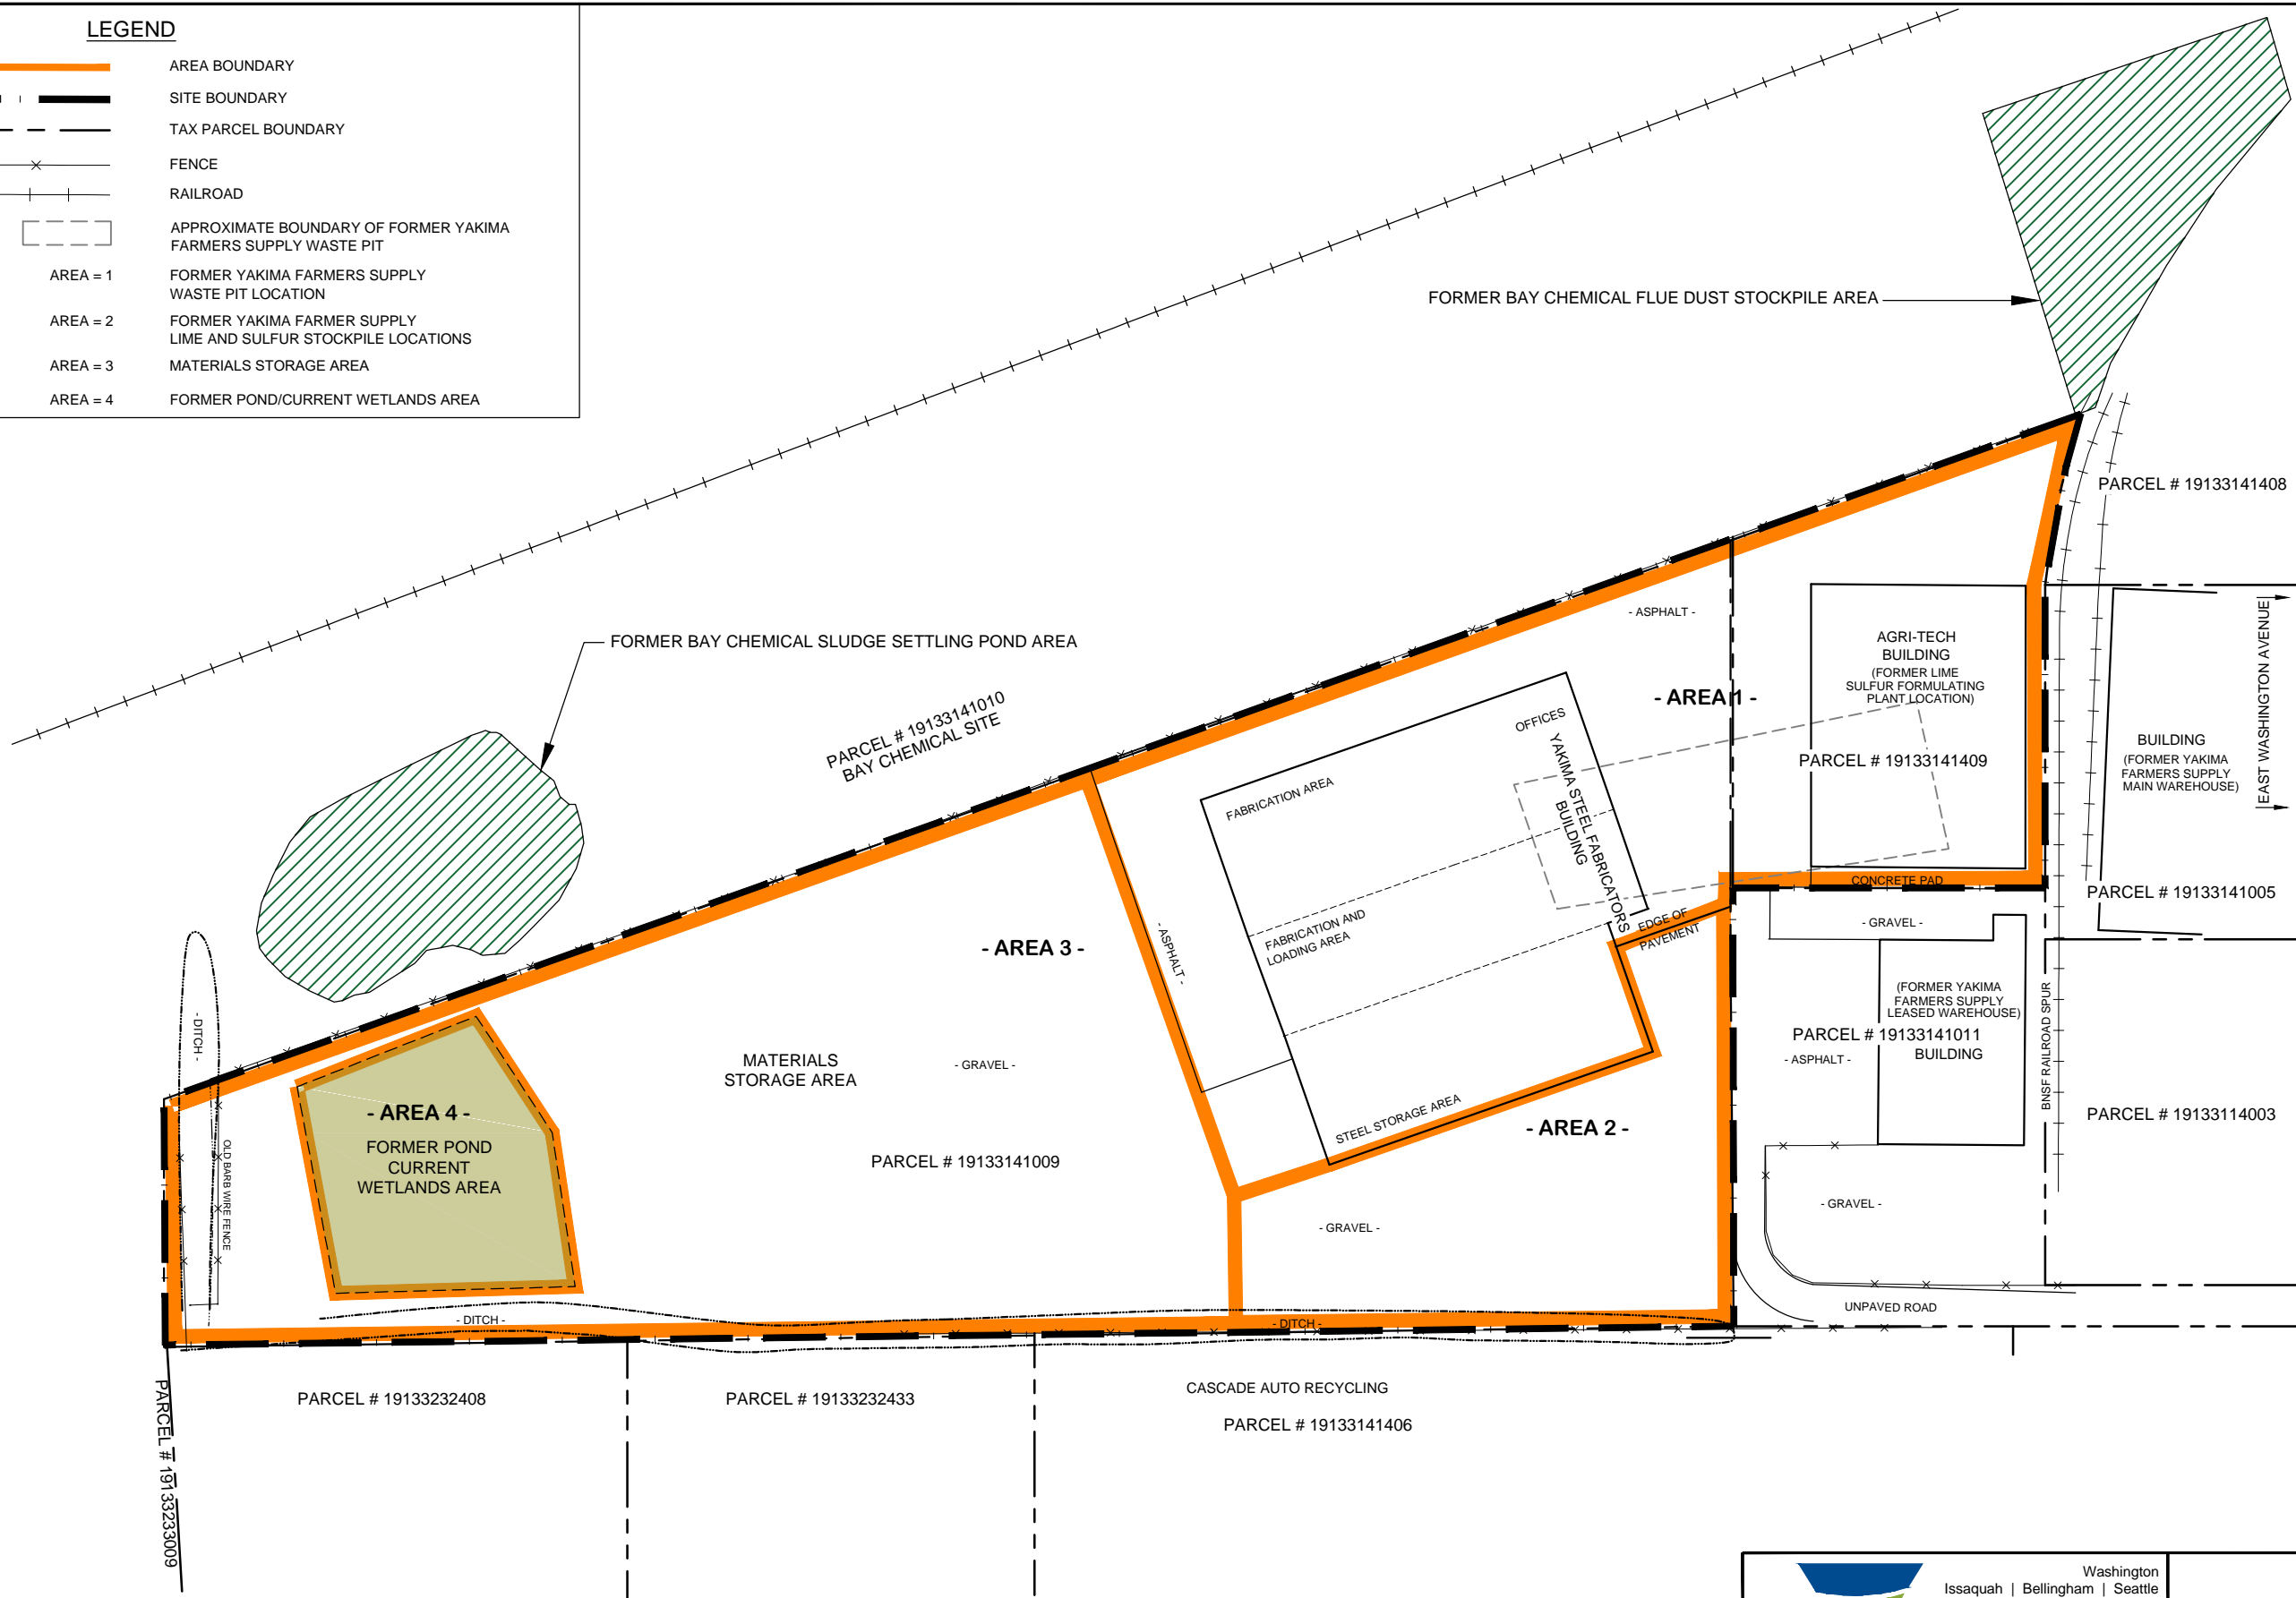 LEGEND
AREA BOUNDARY
SITE BOUNDARY
TAX PARCEL BOUNDARY
FENCE
RAILROAD
APPROXIMATE BOUNDARY OF FORMER YAKIMA
FARMERS SUPPLY WASTE PIT
AREA = 1 FORMER YAKIMA FARMERS SUPPLY
WASTE PIT LOCATION
AREA = 2 FORMER YAKIMA FARMER SUPPLY
LIME AND SULFUR STOCKPILE LOCATIONS
AREA = 3 MATERIALS STORAGE AREA
AREA = 4 FORMER POND/CURRENT WETLANDS AREA
FORMER BAY CHEMICAL FLUE DUST STOCKPILE AREA
PARCEL # 19133141408
FORMER BAY CHEMICAL SLUDGE SETTLING POND AREA
PARCEL # 19133141010
BAY CHEMICAL SITE
- ASPHALT -
- AREA 1 -
AGRI-TECH
BUILDING
(FORMER LIME
SULFUR FORMULATING
PLANT LOCATION)
PARCEL # 19133141409
EAST WASHINGTON AVENUE
BUILDING
(FORMER YAKIMA
FARMERS SUPPLY
MAIN WAREHOUSE)
OFFICES
YAKIMA STEEL FABRICATORS
BUILDING
FABRICATION AREA
FABRICATION AND
LOADING AREA
CONCRETE PAD
PARCEL # 19133141005
EDGE OF
PAVEMENT
- GRAVEL -
- AREA 3 -
- ASPHALT -
(FORMER YAKIMA
FARMERS SUPPLY
LEASED WAREHOUSE)
PARCEL # 19133141011
BUILDING
- ASPHALT -
BNSF RAILROAD SPUR
PARCEL # 19133114003
- DITCH -
MATERIALS
STORAGE AREA
- GRAVEL -
- AREA 4 -
FORMER POND
CURRENT
WETLANDS AREA
OLD BARB WIRE FENCE
STEEL STORAGE AREA
- AREA 2 -
PARCEL # 19133141009
- GRAVEL -
- GRAVEL -
UNPAVED ROAD
- DITCH -
- DITCH -
PARCEL # 19133233009
PARCEL # 19133232408
PARCEL # 19133232433
CASCADE AUTO RECYCLING
PARCEL # 19133141406
Washington
Issaquah | Bellingham | Seattle